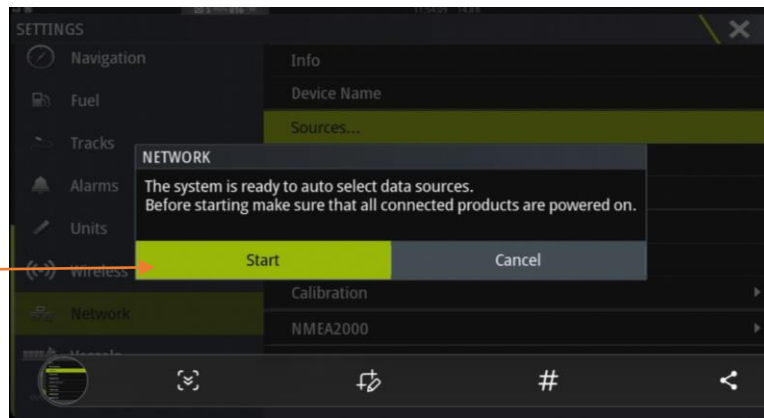 SETTINGS
Navigation
Info
Fuel
Device Name
Tracks
Sources...
NETWORK
Alarms
The system is ready to auto select data sources.
Before starting make sure that all connected products are powered on.
Units
Start
Cancel
Wireless
Calibration
Network
NMEA2000
Vessels
#